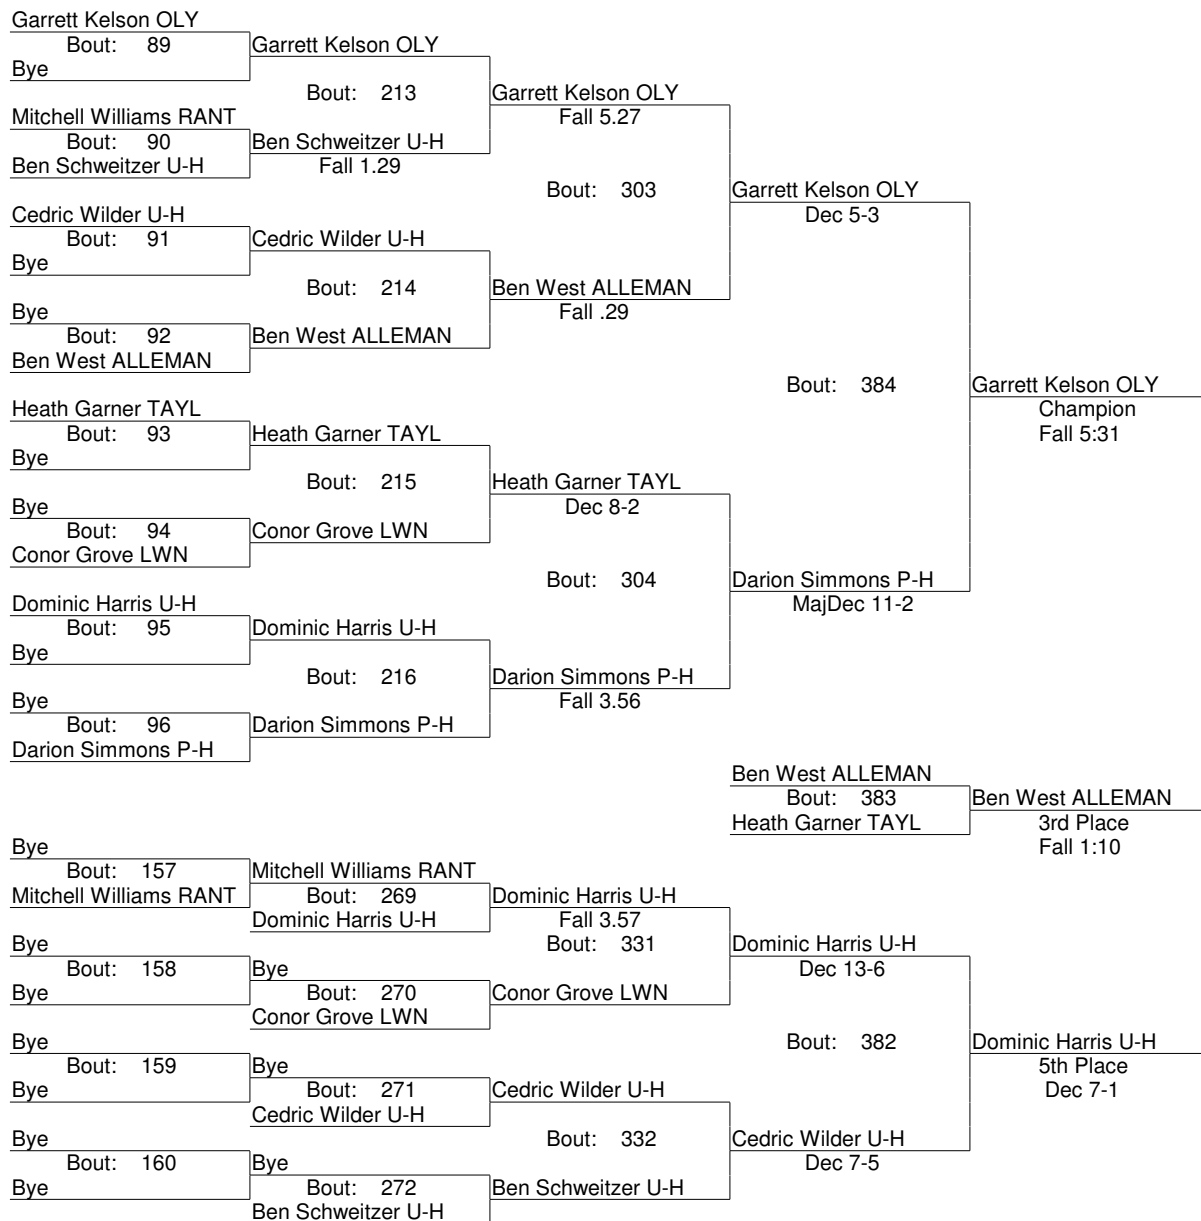 Garrett Kelson OLY
Bout: 89
Garrett Kelson OLY
Bye
Bout: 213
Garrett Kelson OLY
Mitchell Williams RANT
Fall 5.27
Bout: 90
Ben Schweitzer U-H
Ben Schweitzer U-H
Fall 1.29
Bout: 303
Garrett Kelson OLY
Cedric Wilder U-H
Dec 5-3
Bout: 91
Cedric Wilder U-H
Bye
Bout: 214
Ben West ALLEMAN
Bye
Fall .29
Bout: 92
Ben West ALLEMAN
Ben West ALLEMAN
Bout: 384
Garrett Kelson OLY
Heath Garner TAYL
Champion
Bout: 93
Heath Garner TAYL
Fall 5:31
Bye
Bout: 215
Heath Garner TAYL
Bye
Dec 8-2
Bout: 94
Conor Grove LWN
Conor Grove LWN
Bout: 304
Darion Simmons P-H
Dominic Harris U-H
MajDec 11-2
Bout: 95
Dominic Harris U-H
Bye
Bout: 216
Darion Simmons P-H
Bye
Fall 3.56
Bout: 96
Darion Simmons P-H
Darion Simmons P-H
Ben West ALLEMAN
Bout: 383
Ben West ALLEMAN
Heath Garner TAYL
3rd Place
Fall 1:10
Bye
Bout: 157
Mitchell Williams RANT
Mitchell Williams RANT
Bout: 269
Dominic Harris U-H
Dominic Harris U-H
Fall 3.57
Bye
Bout: 331
Dominic Harris U-H
Bout: 158
Bye
Dec 13-6
Bye
Bout: 270
Conor Grove LWN
Conor Grove LWN
Bye
Bout: 382
Dominic Harris U-H
Bout: 159
Bye
5th Place
Bye
Bout: 271
Cedric Wilder U-H
Dec 7-1
Cedric Wilder U-H
Bye
Bout: 332
Cedric Wilder U-H
Bout: 160
Bye
Dec 7-5
Bye
Bout: 272
Ben Schweitzer U-H
Ben Schweitzer U-H